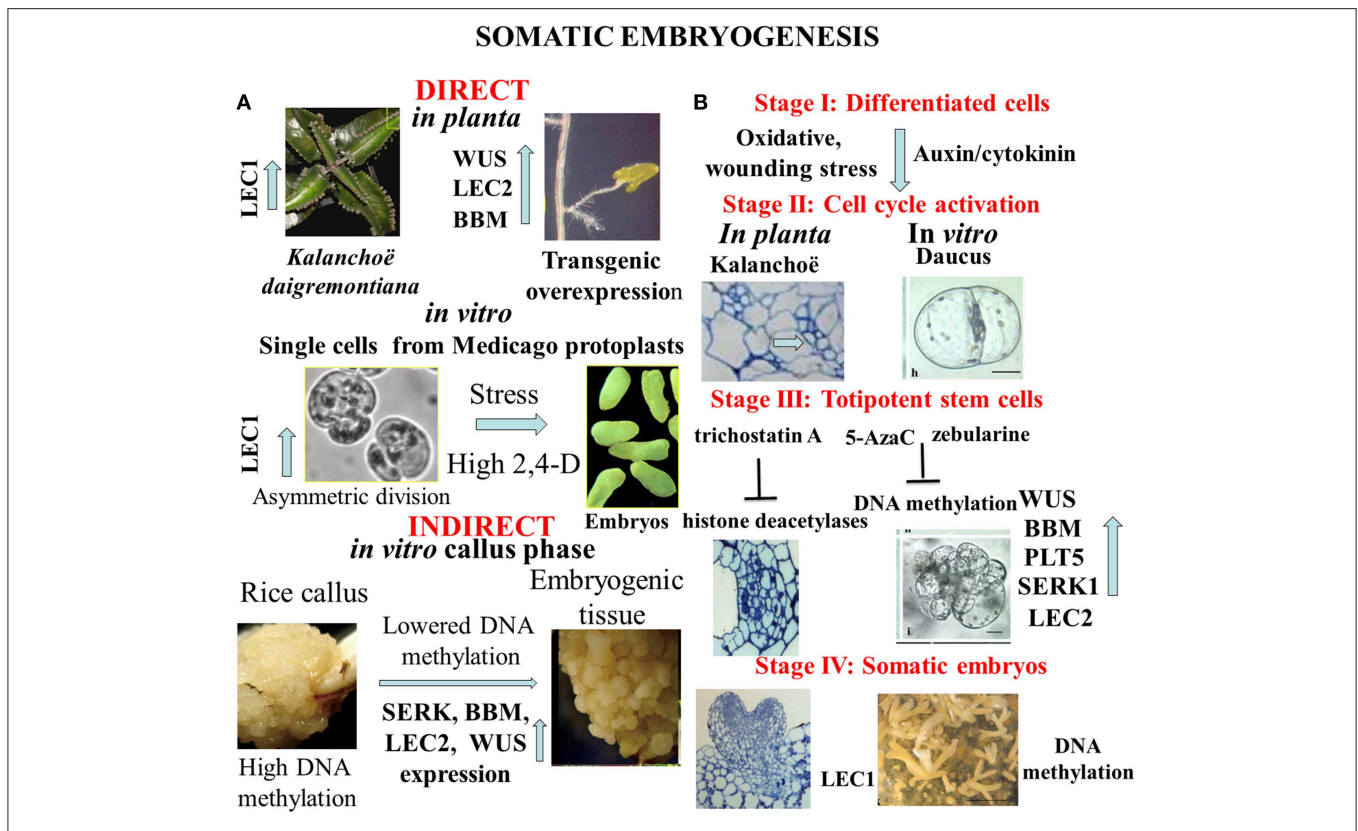 SOMATIC EMBRYOGENESIS
A
DIRECT
in planta
LEC1
WUS
LEC2
BBM
Kalanchoë
daigremontiana
Transgenic
overexpression
in vitro
Single cells from Medicago protoplasts
LEC1
Stress
High 2,4-D
Asymmetric division
Embryos
INDIRECT
in vitro callus phase
Rice callus
Embryogenic
tissue
Lowered DNA
methylation
SERK, BBM,
LEC2, WUS
expression
High DNA
methylation
B
Stage I: Differentiated cells
Oxidative,
wounding stress
Auxin/cytokinin
Stage II: Cell cycle activation
In planta
Kalanchoë
In vitro
Daucus
h
Stage III: Totipotent stem cells
trichostatin A
5-AzaC
zebularine
histone deacetylases
DNA methylation
WUS
BBM
PLT5
SERK1
LEC2
i
Stage IV: Somatic embryos
LEC1
DNA
methylation